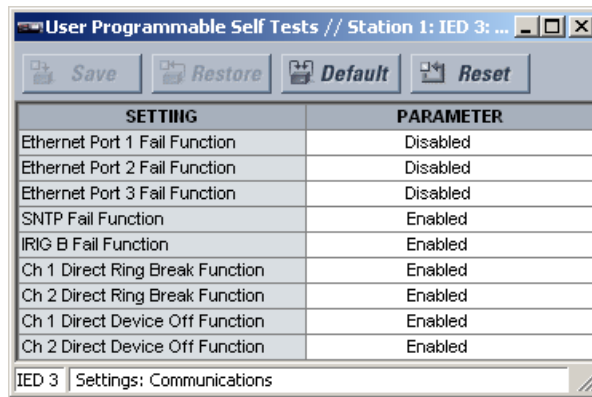 User Programmable Self Tests // Station 1: IED 3: ...
Save Restore Default Reset
SETTING PARAMETER
Ethernet Port 1 Fail Function Disabled
Ethernet Port 2 Fail Function Disabled
Ethernet Port 3 Fail Function Disabled
SNTP Fail Function Enabled
IRIG B Fail Function Enabled
Ch 1 Direct Ring Break Function Enabled
Ch 2 Direct Ring Break Function Enabled
Ch 1 Direct Device Off Function Enabled
Ch 2 Direct Device Off Function Enabled
IED 3 Settings: Communications